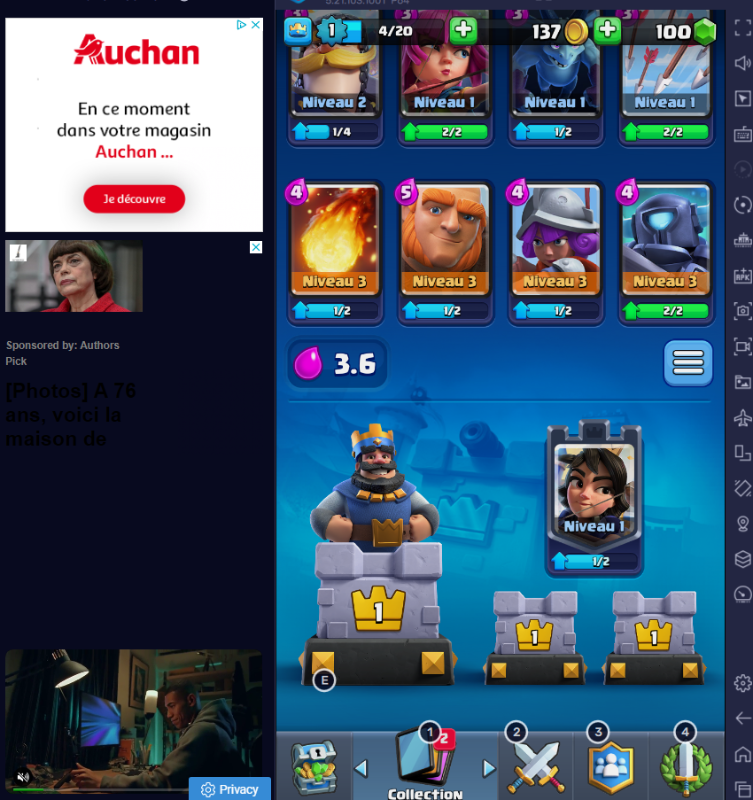 Auchan
En ce moment
dans votre magasin
Auchan ...
Je découvre
Sponsored by: Authors
Pick
[Photos] A 76
ans, voici la
maison de
Privacy
1
4/20
137
100
Niveau 2
Niveau 1
Niveau 1
Niveau 1
1/4
2/2
1/2
2/2
4
5
4
4
Niveau 3
Niveau 3
Niveau 3
Niveau 3
1/2
1/2
1/2
2/2
3.6
Niveau 1
1/2
1
1
1
E
1
2
2
3
4
Collection